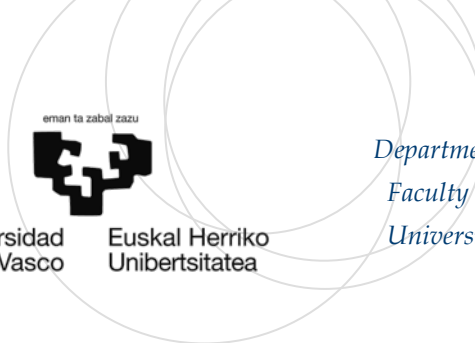 eman ta zabal zazu
rsidad Euskal Herriko
Vasco Unibertsitatea
Departme
Faculty
Univers